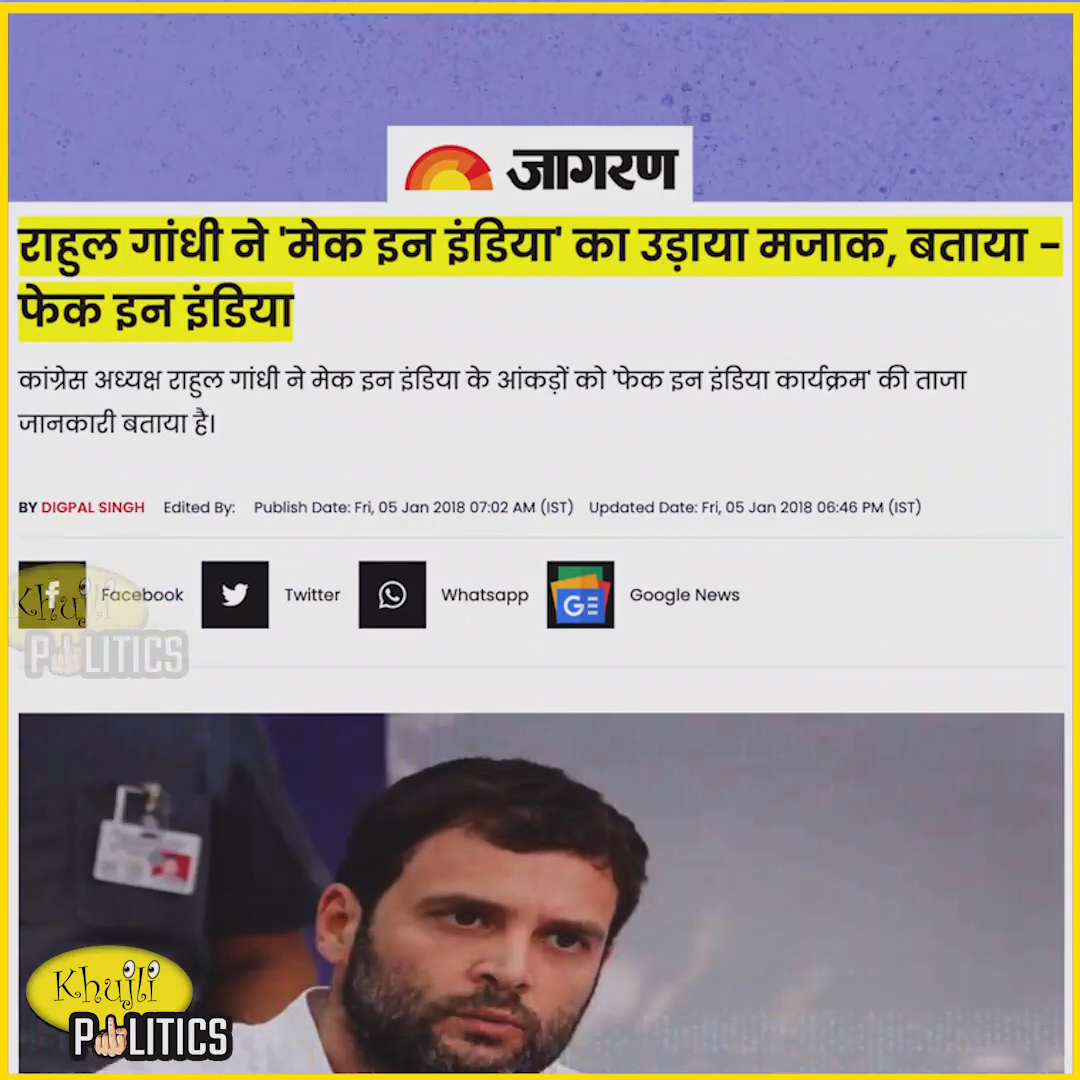 जागरण
राहुल गांधी ने 'मेक इन इंडिया' का उड़ाया मजाक, बताया -
फेक इन इंडिया
कांग्रेस अध्यक्ष राहुल गांधी ने मेक इन इंडिया के आंकड़ों को 'फेक इन इंडिया कार्यक्रम' की ताजा
जानकारी बताया है।
BY DIGPAL SINGH Edited By: Publish Date: Fri, 05 Jan 2018 07:02 AM (IST) Updated Date: Fri, 05 Jan 2018 06:46 PM (IST)
Facebook Twitter Whatsapp Google News
Khujli
POLITICS
Khujli
POLITICS